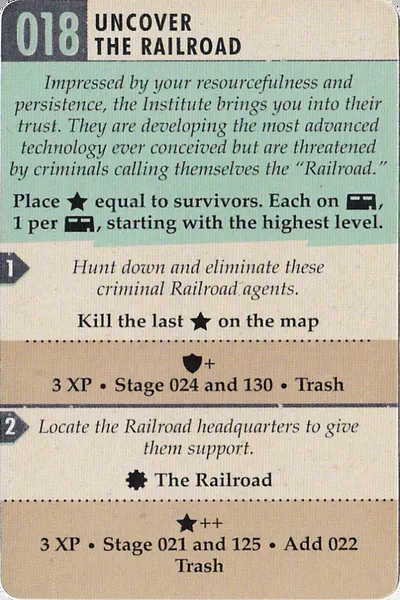 018 UNCOVER
THE RAILROAD
Impressed by your resourcefulness and
persistence, the Institute brings you into their
trust. They are developing the most advanced
technology ever conceived but are threatened
by criminals calling themselves the “Railroad.”
Place ★ equal to survivors. Each on ,
1 per , starting with the highest level.
1
Hunt down and eliminate these
criminal Railroad agents.
Kill the last ★ on the map
+
3 XP • Stage 024 and 130 • Trash
2
Locate the Railroad headquarters to give
them support.
The Railroad
★++
3 XP • Stage 021 and 125 • Add 022
Trash